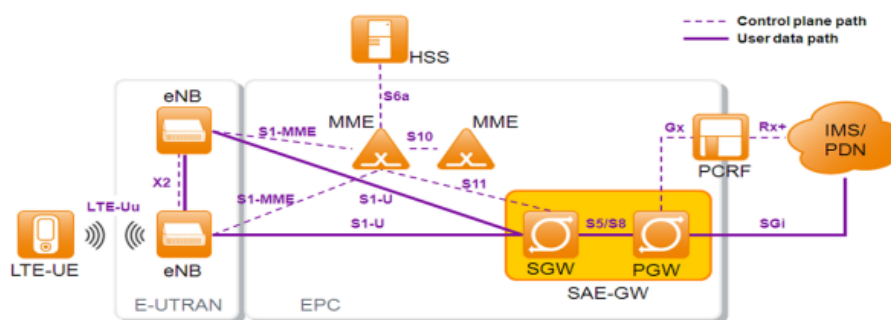 Control plane path
User data path
HSS
eNB
S6a
MME
MME
S1-MME
S10
Gx
Rx+
IMS/
PDN
PCRF
X2
S11
LTE-Uu
S1-MME
S1-U
S1-U
S5/S8
SGi
LTE-UE
eNB
SGW
PGW
SAE-GW
E-UTRAN
EPC